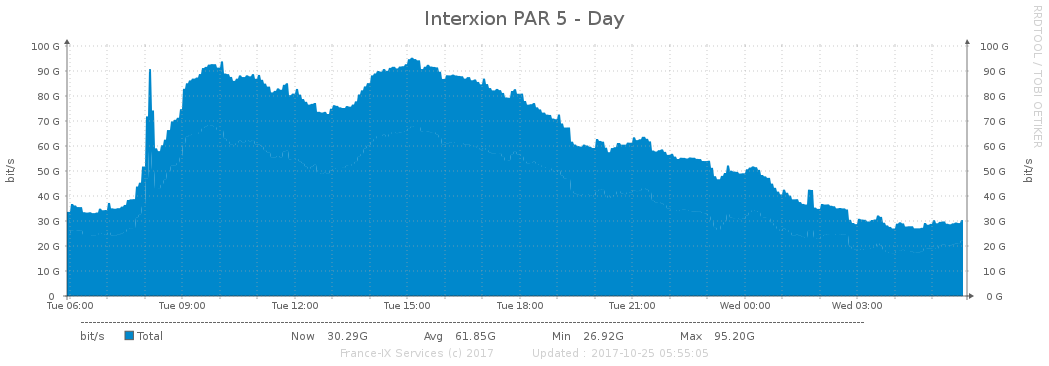 Interxion PAR 5 - Day
RRDTOOL / TOBI OETIKER
100 G 100 G
90 G 90 G
80 G 80 G
70 G 70 G
60 G 60 G
50 G 50 G
40 G 40 G
30 G 30 G
20 G 20 G
10 G 10 G
0 0 G
bit/s bit/s
Tue 06:00 Tue 09:00 Tue 12:00 Tue 15:00 Tue 18:00 Tue 21:00 Wed 00:00 Wed 03:00
bit/s Total Now 30.29G Avg 61.85G Min 26.92G Max 95.20G
France-IX Services (c) 2017 Updated : 2017-10-25 05:55:05